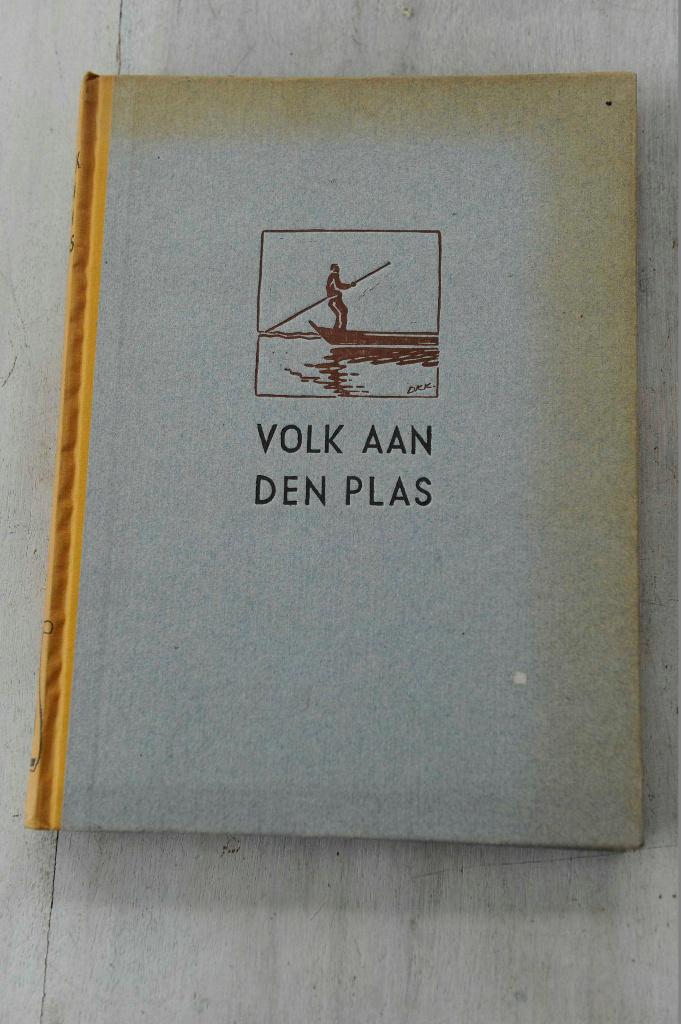 DKK.
VOLK AAN
DEN PLAS